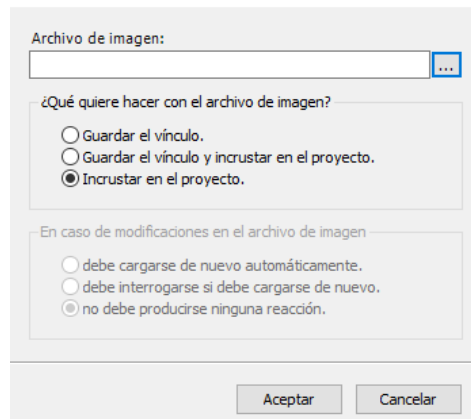 Archivo de imagen:
...
¿Qué quiere hacer con el archivo de imagen?
Guardar el vínculo.
Guardar el vínculo y incrustar en el proyecto.
Incrustar en el proyecto.
En caso de modificaciones en el archivo de imagen
debe cargarse de nuevo automáticamente.
debe interrogarse si debe cargarse de nuevo.
no debe producirse ninguna reacción.
Aceptar Cancelar